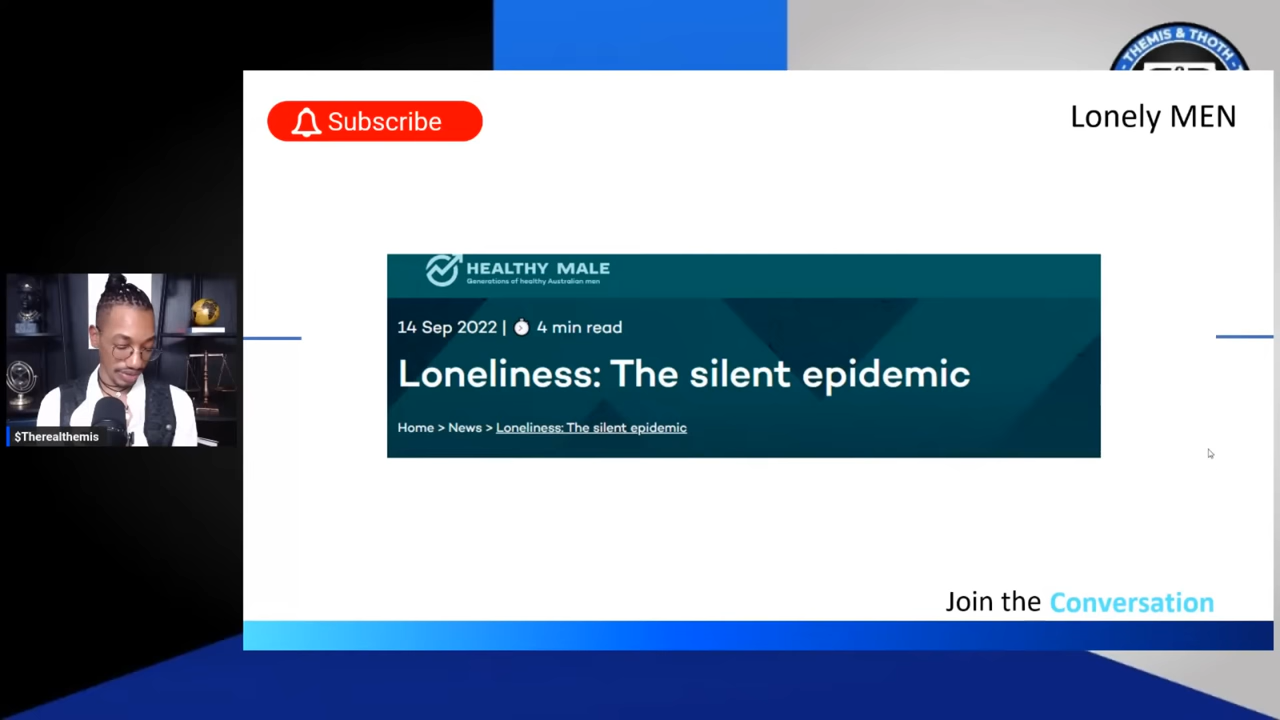 THEMIS & THOTH
Subscribe
Lonely MEN
HEALTHY MALE
Generations of healthy Australian men
14 Sep 2022 | 4 min read
Loneliness: The silent epidemic
Home > News > Loneliness: The silent epidemic
$Therealthemis
Join the Conversation